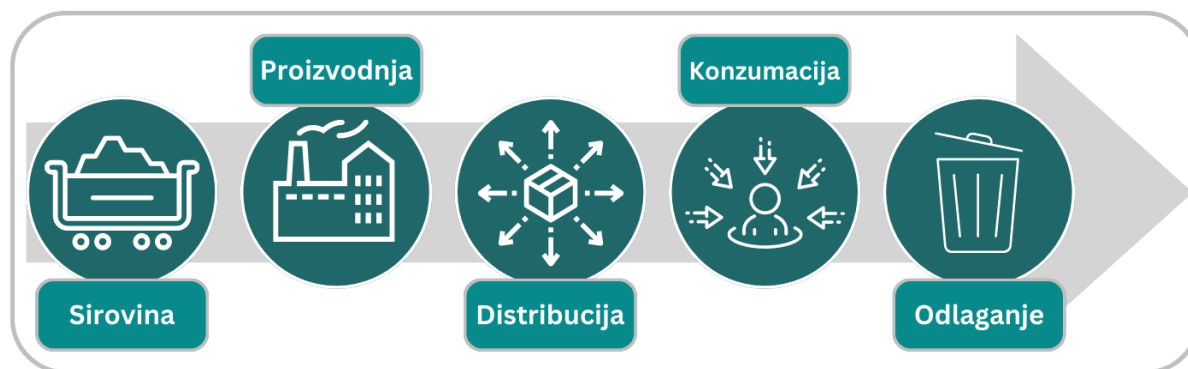 Sirovina
Proizvodnja
Distribucija
Konzumacija
Odlaganje